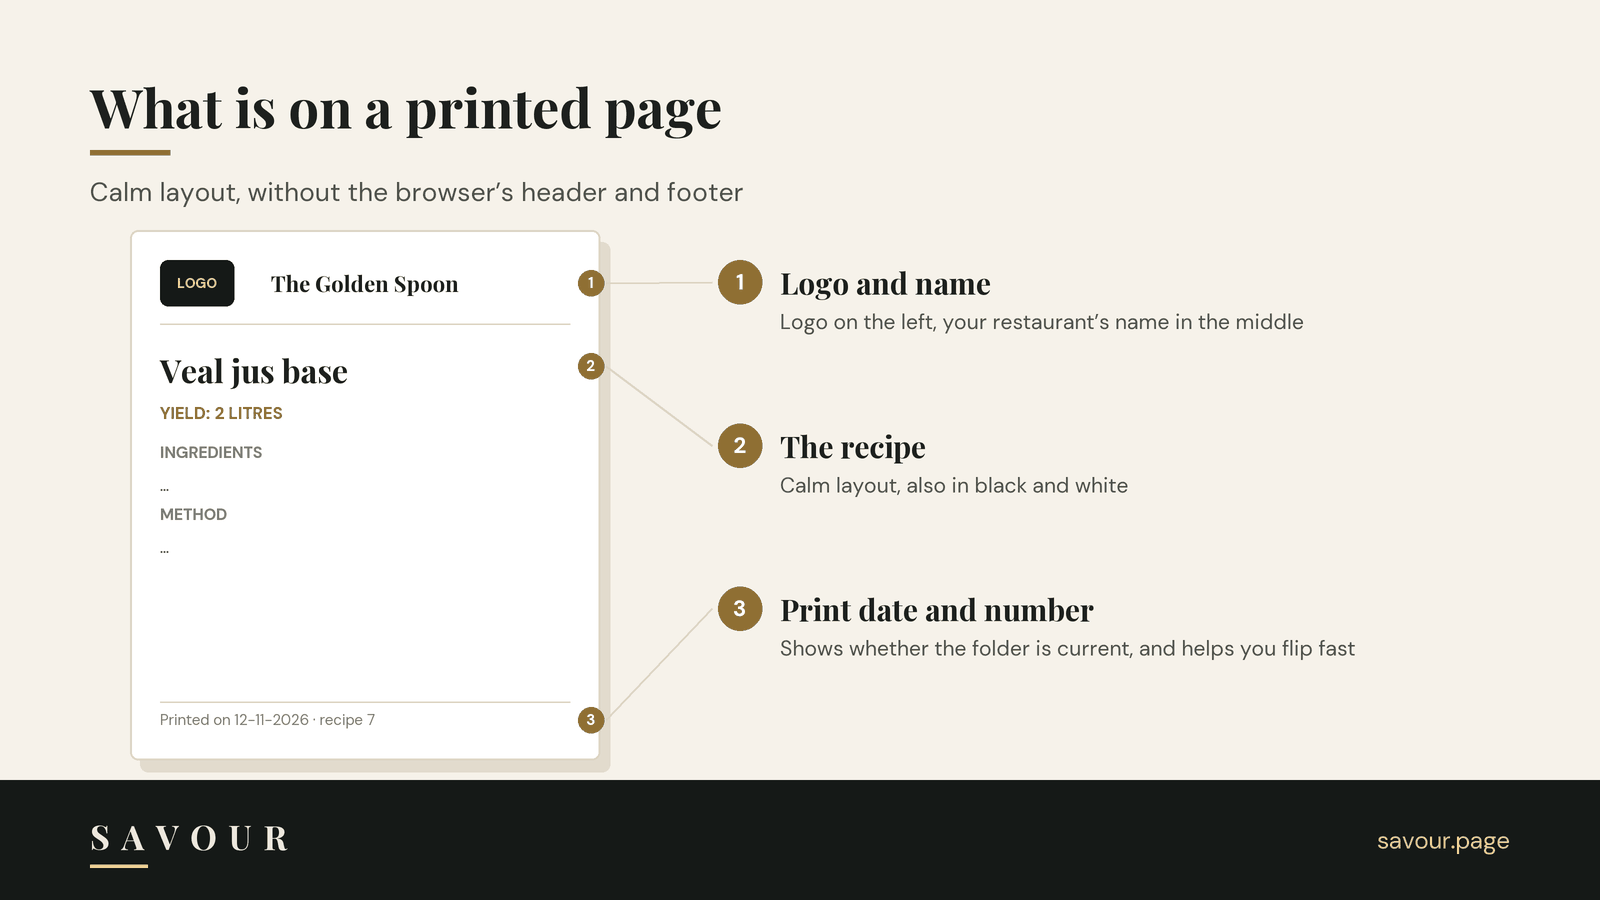 What is on a printed page
Calm layout, without the browser’s header and footer
LOGO
The Golden Spoon
1
2
Veal jus base
YIELD: 2 LITRES
INGREDIENTS
...
METHOD
...
Printed on 12-11-2026 · recipe 7
3
1
Logo and name
Logo on the left, your restaurant’s name in the middle
2
The recipe
Calm layout, also in black and white
3
Print date and number
Shows whether the folder is current, and helps you flip fast
SAVOUR
savour.page